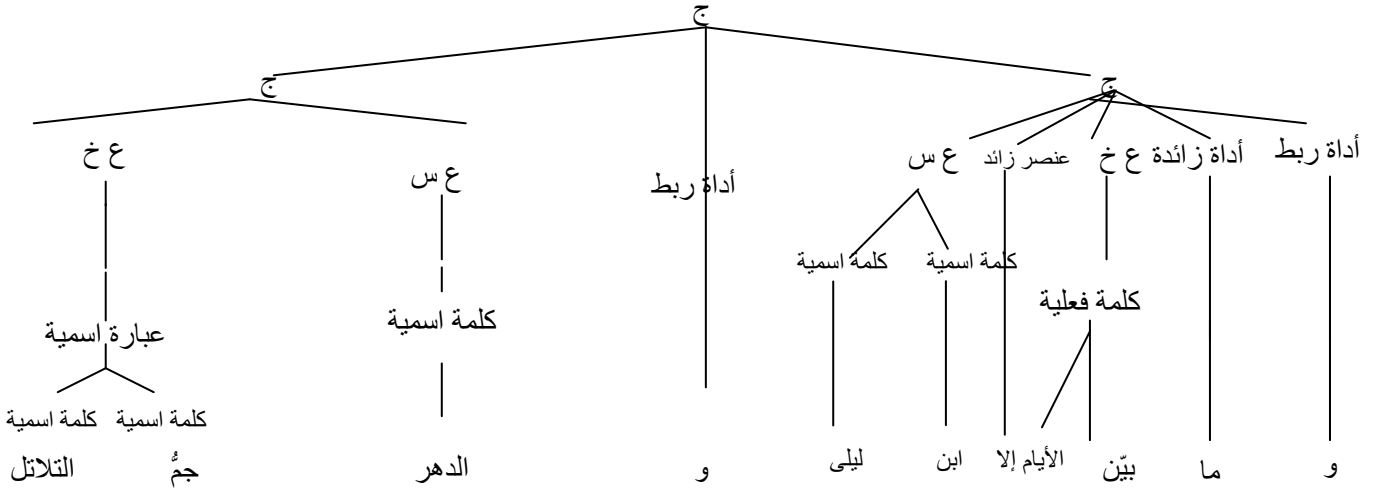 ج
ج ج
أداة ربط أداة زائدة ع خ عنصر زائد ع س أداة ربط ع س ع خ
كلمة اسمية كلمة اسمية
كلمة فعلية كلمة اسمية عبارة اسمية
كلمة اسمية كلمة اسمية
و ما بيّن الأيام إلا ابن ليلى و الدهر جمُّ التلاتل